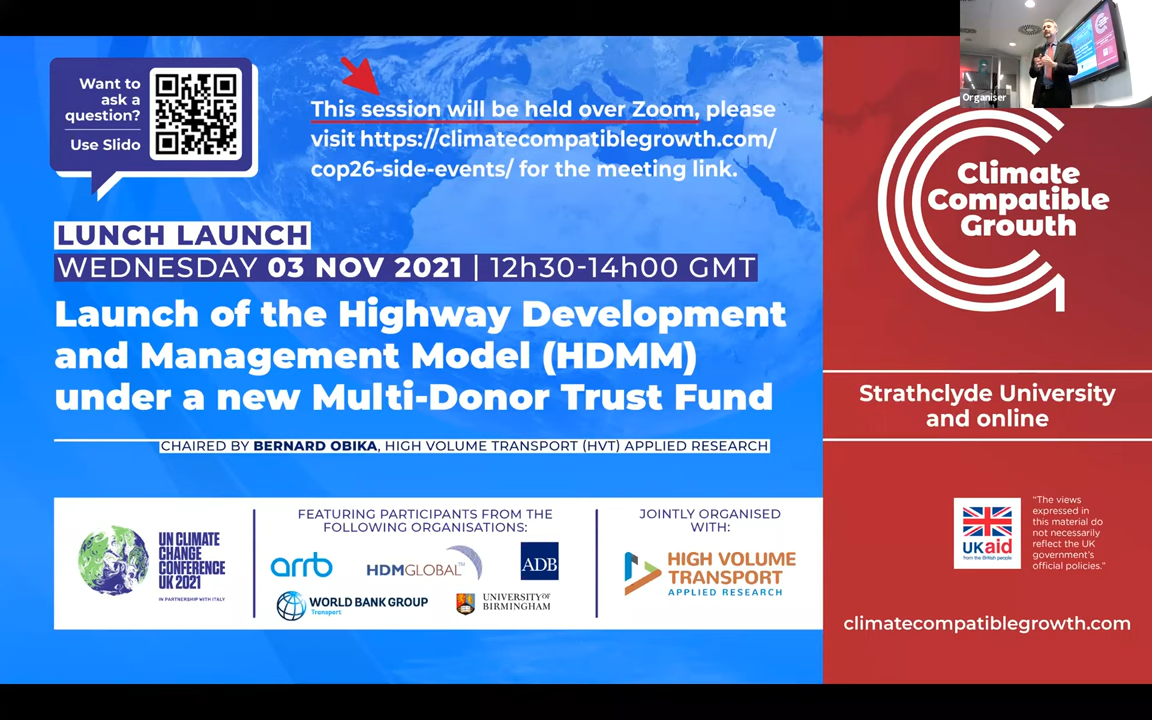 Want to
ask a
question?
Use Slido
This session will be held over Zoom, please
visit https://climatecompatiblegrowth.com/
cop26-side-events/ for the meeting link.
LUNCH LAUNCH
WEDNESDAY 03 NOV 2021 | 12h30-14h00 GMT
Launch of the Highway Development
and Management Model (HDMM)
under a new Multi-Donor Trust Fund
CHAIRED BY BERNARD OBIKA, HIGH VOLUME TRANSPORT (HVT) APPLIED RESEARCH
UN CLIMATE
CHANGE
CONFERENCE
UK 2021
IN PARTNERSHIP WITH ITALY
FEATURING PARTICIPANTS FROM THE
FOLLOWING ORGANISATIONS:
arrb
HDMGLOBAL™
ADB
WORLD BANK GROUP
Transport
UNIVERSITY OF
BIRMINGHAM
JOINTLY ORGANISED
WITH:
HIGH VOLUME
TRANSPORT
APPLIED RESEARCH
Organiser
Climate
Compatible
Growth
Strathclyde University
and online
UKaid
from the British people
"The views
expressed in
this material do
not necessarily
reflect the UK
government's
official policies."
climatecompatiblegrowth.com